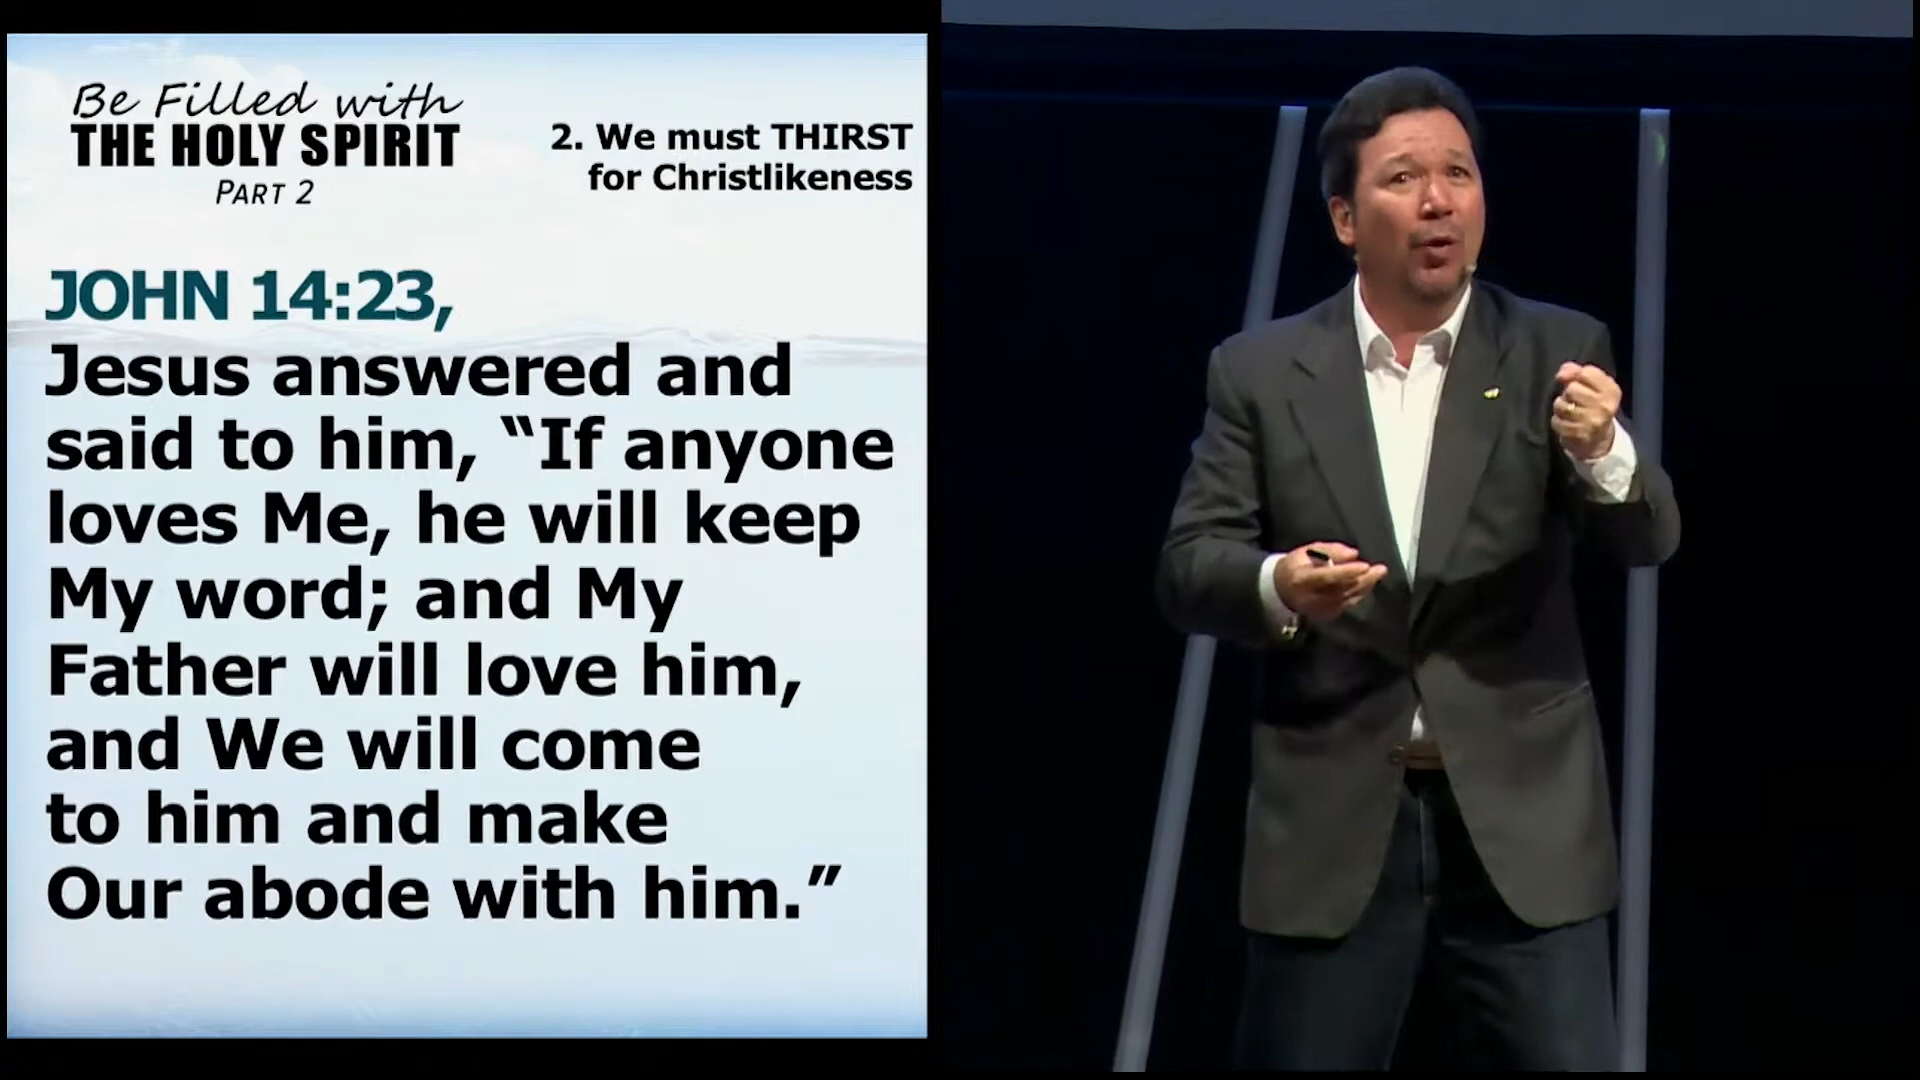 Be Filled with
THE HOLY SPIRIT
PART 2
2. We must THIRST
for Christlikeness
JOHN 14:23,
Jesus answered and
said to him, “If anyone
loves Me, he will keep
My word; and My
Father will love him,
and We will come
to him and make
Our abode with him.”